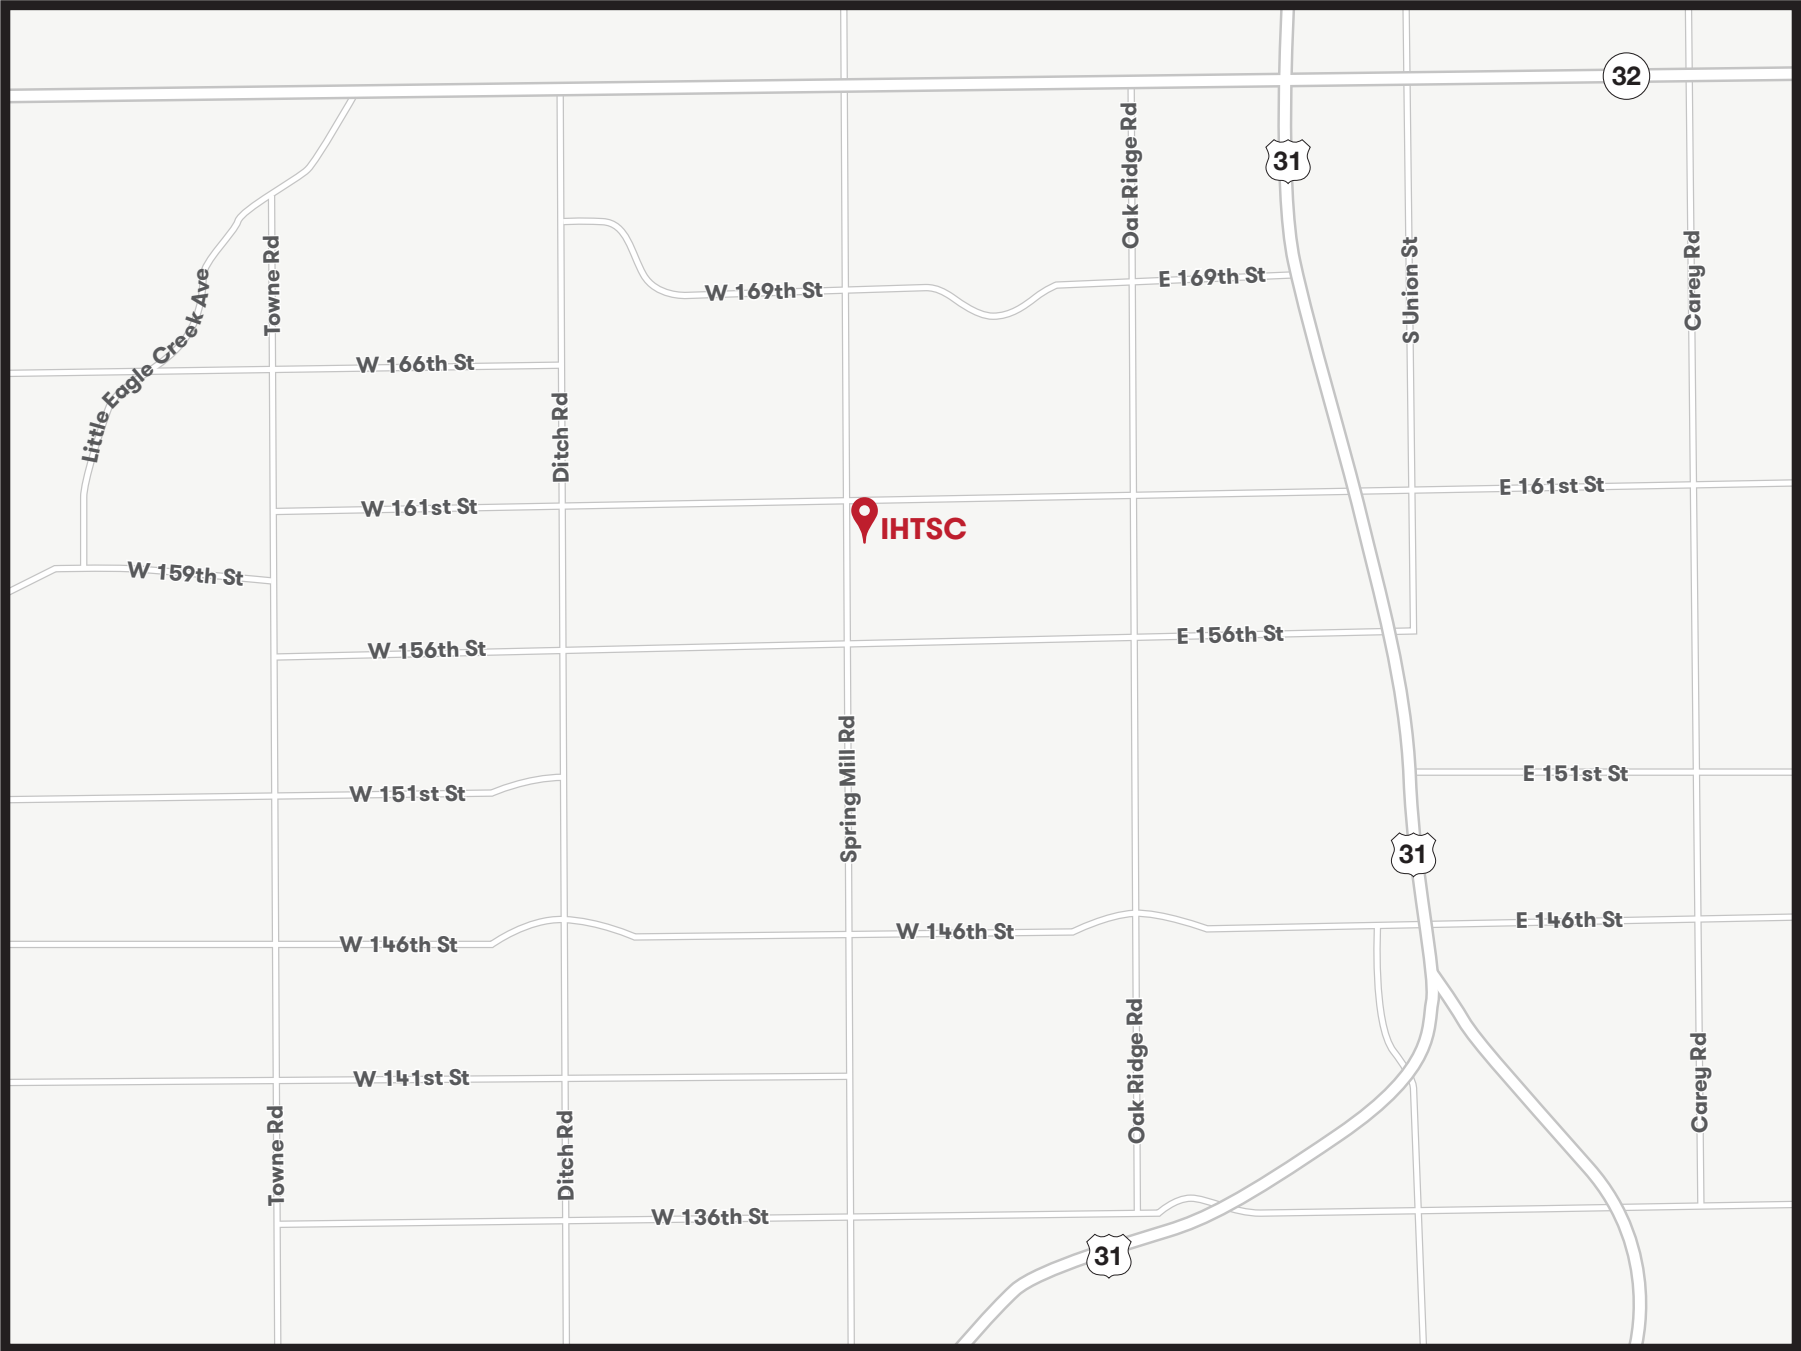 32
31
Oak Ridge Rd
Towne Rd
S Union St
Carey Rd
Little Eagle Creek Ave
W 169th St
E 169th St
W 166th St
Ditch Rd
W 161st St
E 161st St
IHTSC
W 159th St
W 156th St
E 156th St
Spring Mill Rd
W 151st St
E 151st St
31
W 146th St
W 146th St
E 146th St
Oak Ridge Rd
Carey Rd
W 141st St
Towne Rd
Ditch Rd
W 136th St
31